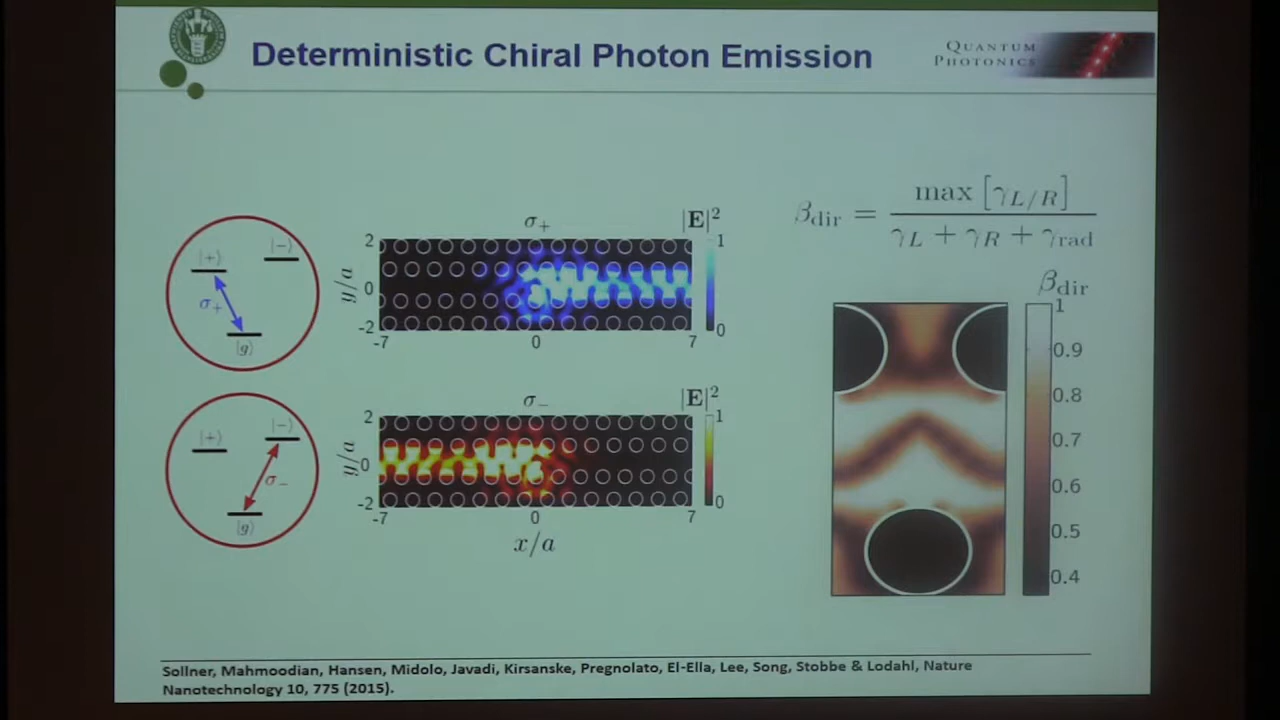 Deterministic Chiral Photon Emission
QUANTUM
PHOTONICS
|+⟩
|−⟩
σ₊
|g⟩
σ₊
|E|²
2
0
-2
y/a
-7
0
7
1
0
|+⟩
|−⟩
σ₋
|g⟩
σ₋
|E|²
2
0
-2
y/a
-7
0
7
x/a
1
0
β_dir = max [γ_L/R] / (γ_L + γ_R + γ_rad)
β_dir
1
0.9
0.8
0.7
0.6
0.5
0.4
Sollner, Mahmoodian, Hansen, Midolo, Javadi, Kirsanske, Pregnolato, El-Ella, Lee, Song, Stobbe & Lodahl, Nature
Nanotechnology 10, 775 (2015).